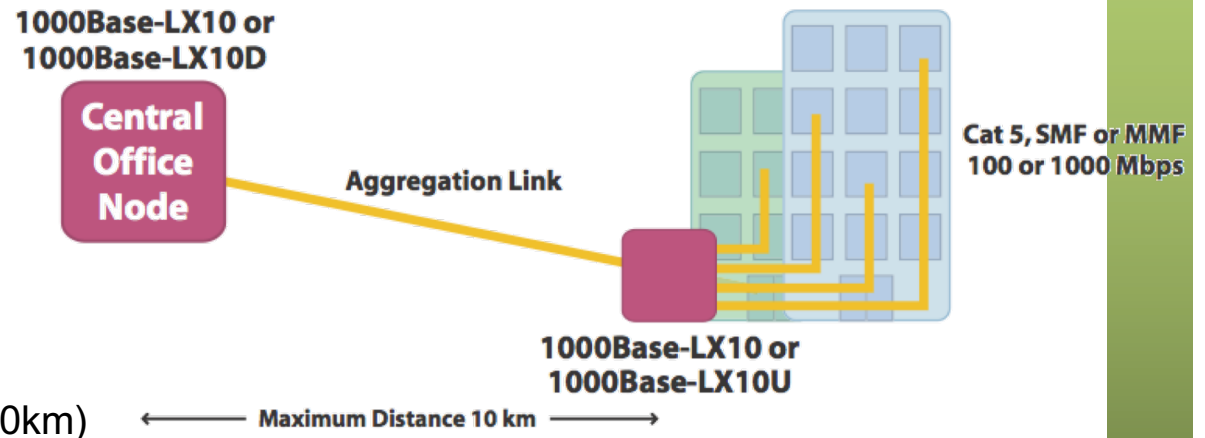 1000Base-LX10 or
1000Base-LX10D
Central
Office
Node
Aggregation Link
Cat 5, SMF or MMF
100 or 1000 Mbps
1000Base-LX10 or
1000Base-LX10U
0km)
Maximum Distance 10 km